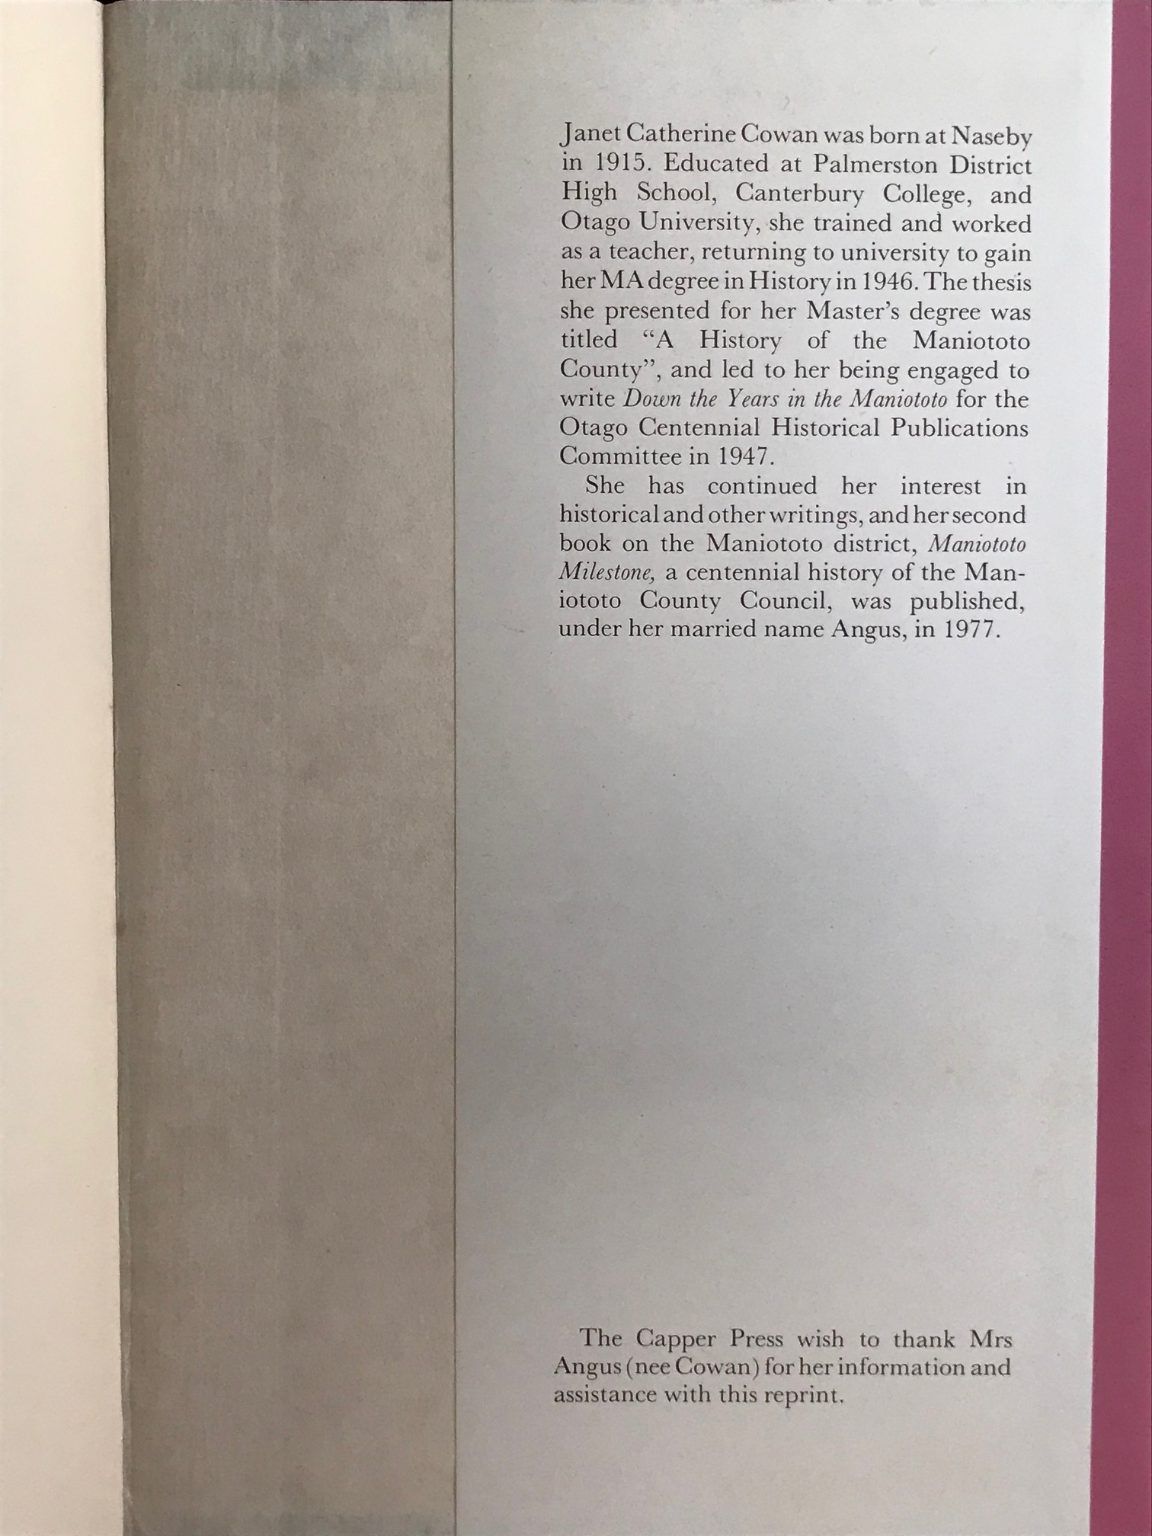 Janet Catherine Cowan was born at Naseby
in 1915. Educated at Palmerston District
High School, Canterbury College, and
Otago University, she trained and worked
as a teacher, returning to university to gain
her MA degree in History in 1946. The thesis
she presented for her Master's degree was
titled “A History of the Maniototo
County”, and led to her being engaged to
write Down the Years in the Maniototo for the
Otago Centennial Historical Publications
Committee in 1947.
She has continued her interest in
historical and other writings, and her second
book on the Maniototo district, Maniototo
Milestone, a centennial history of the Man-
iototo County Council, was published,
under her married name Angus, in 1977.
The Capper Press wish to thank Mrs
Angus (nee Cowan) for her information and
assistance with this reprint.